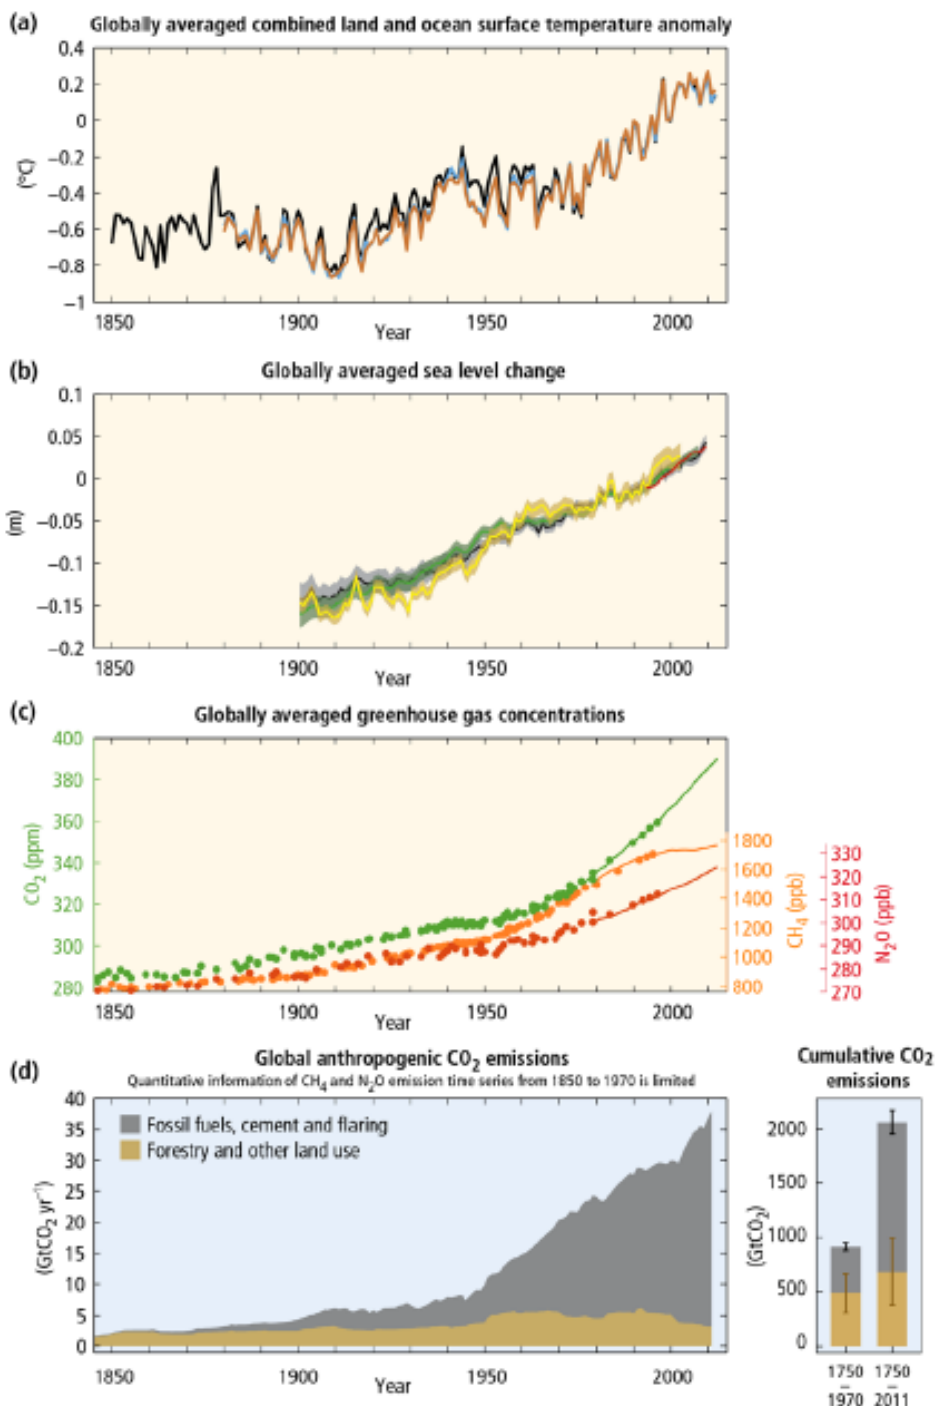 (a) Globally averaged combined land and ocean surface temperature anomaly
0.4
0.2
0
−0.2
−0.4
−0.6
−0.8
−1
(°C)
1850 1900 1950 2000
Year
(b) Globally averaged sea level change
0.1
0.05
0
−0.05
−0.1
−0.15
−0.2
(m)
1850 1900 1950 2000
Year
(c) Globally averaged greenhouse gas concentrations
400
380
360
340
320
300
280
CO2 (ppm)
1800
1600
1400
1200
1000
800
CH4 (ppb)
330
320
310
300
290
280
270
N2O (ppb)
1850 1900 1950 2000
Year
(d) Global anthropogenic CO2 emissions
Quantitative information of CH4 and N2O emission time series from 1850 to 1970 is limited
40
35
30
25
20
15
10
5
0
(GtCO2 yr−1)
Fossil fuels, cement and flaring
Forestry and other land use
1850 1900 1950 2000
Year
Cumulative CO2
emissions
2000
1500
1000
500
0
(GtCO2)
1750 1750
– –
1970 2011